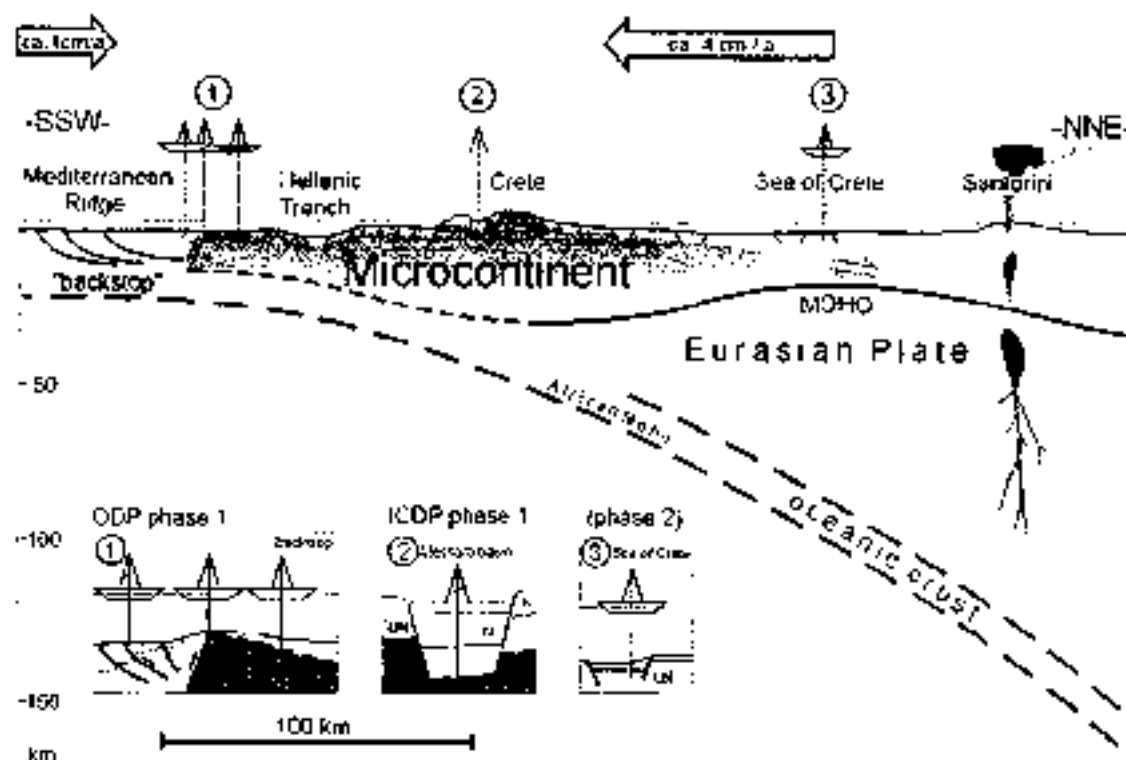 ca. 4 cm / a
1
2
3
-SSW-
-NNE-
Mediterranean
Ridge
Hellenic
Trench
Crete
Sea of Crete
Santorini
Microcontinent
"backstop"
MOHO
Eurasian Plate
50
African Moho
oceanic crust
ODP phase 1
ICDP phase 1
(phase 2)
100
1
2
3
Sea of Crete
150
100 km
km